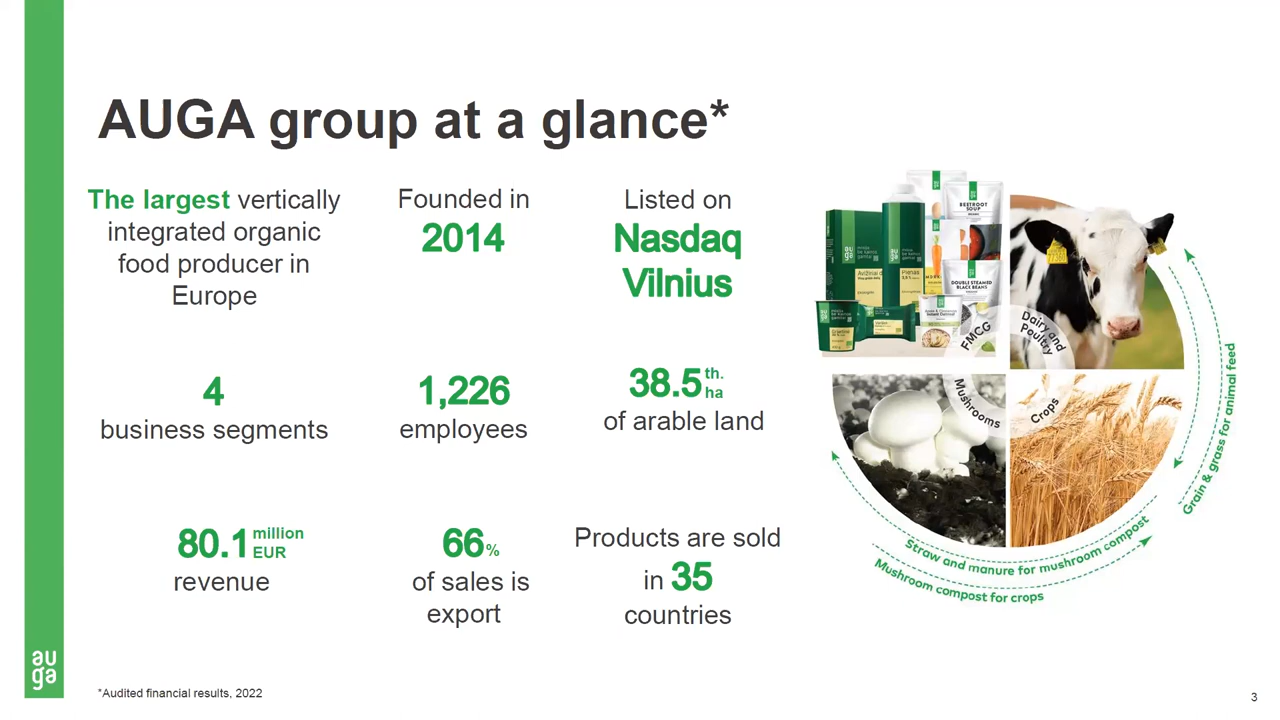 AUGA group at a glance*
The largest vertically
integrated organic
food producer in
Europe
Founded in
2014
Listed on
Nasdaq
Vilnius
4
business segments
1,226
employees
38.5 th. ha
of arable land
80.1 million EUR
revenue
66%
of sales is
export
Products are sold
in 35
countries
BEETROOT
SOUP
DOUBLE STEAMED
BLACK BEANS
Pienas
FMCG
Dairy and
Poultry
Mushrooms
Crops
Grain & grass for animal feed
Straw and manure for mushroom compost
Mushroom compost for crops
au
ga
*Audited financial results, 2022
3